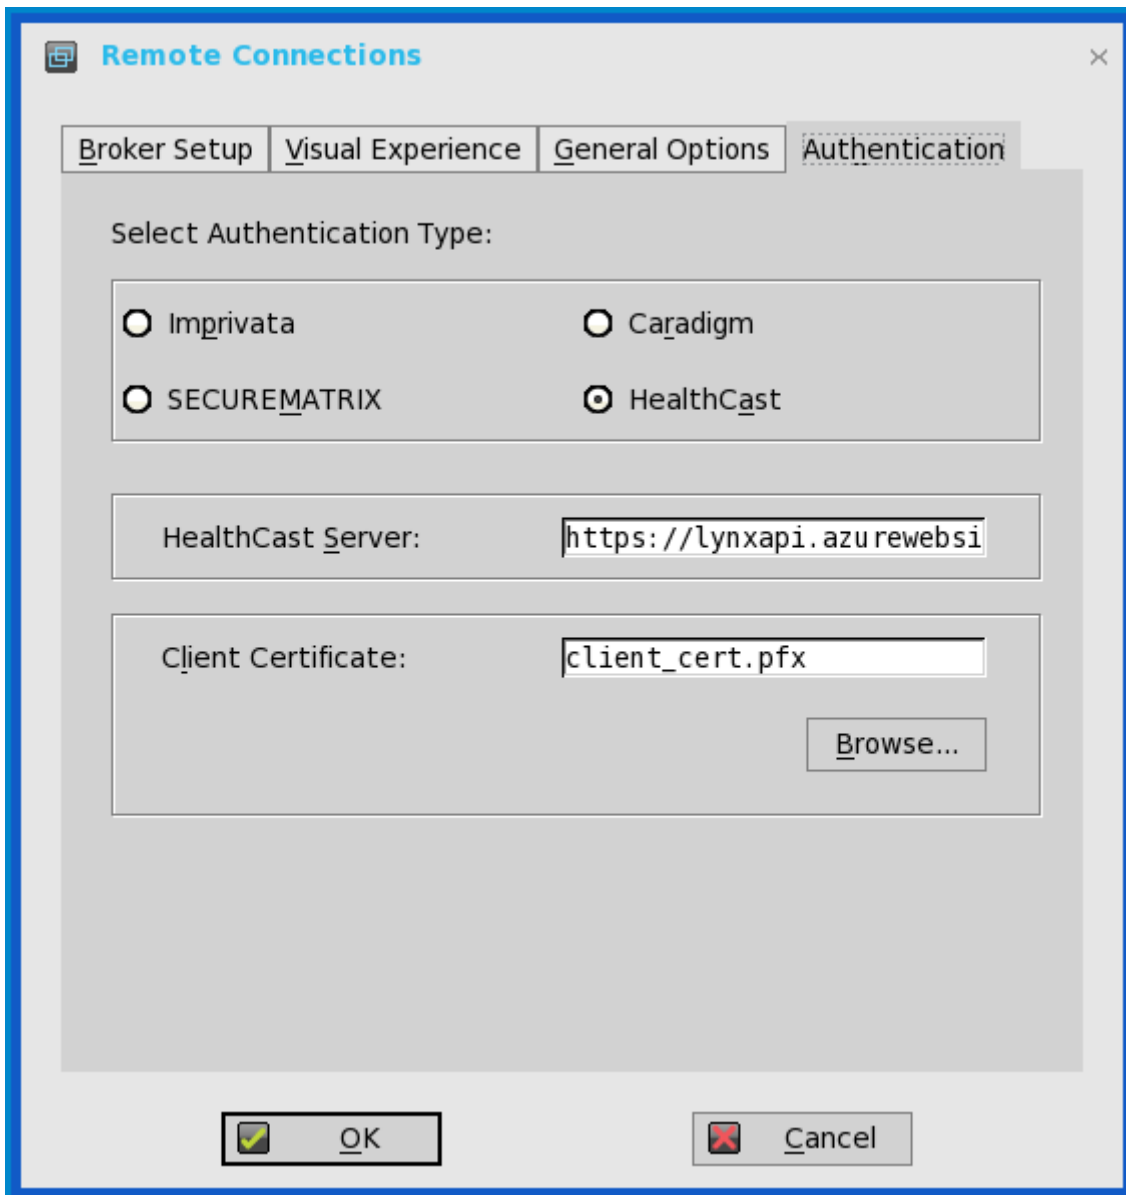 Remote Connections
Broker Setup Visual Experience General Options Authentication
Select Authentication Type:
Imprivata Caradigm
SECUREMATRIX HealthCast
HealthCast Server: https://lynxapi.azurewebsi
Client Certificate: client_cert.pfx
Browse...
OK Cancel